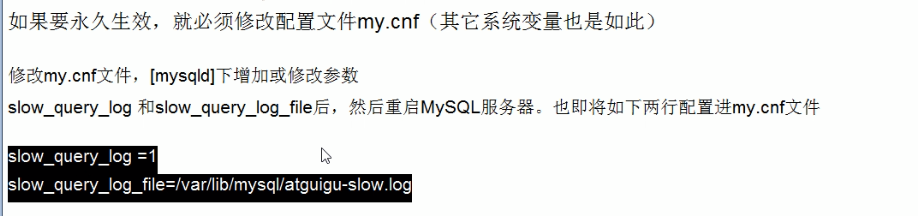 如果要永久生效，就必须修改配置文件my.cnf（其它系统变量也是如此）
修改my.cnf文件，[mysqld]下增加或修改参数
slow_query_log 和slow_query_log_file后，然后重启MySQL服务器。也即将如下两行配置进my.cnf文件
slow_query_log =1
slow_query_log_file=/var/lib/mysql/atguigu-slow.log